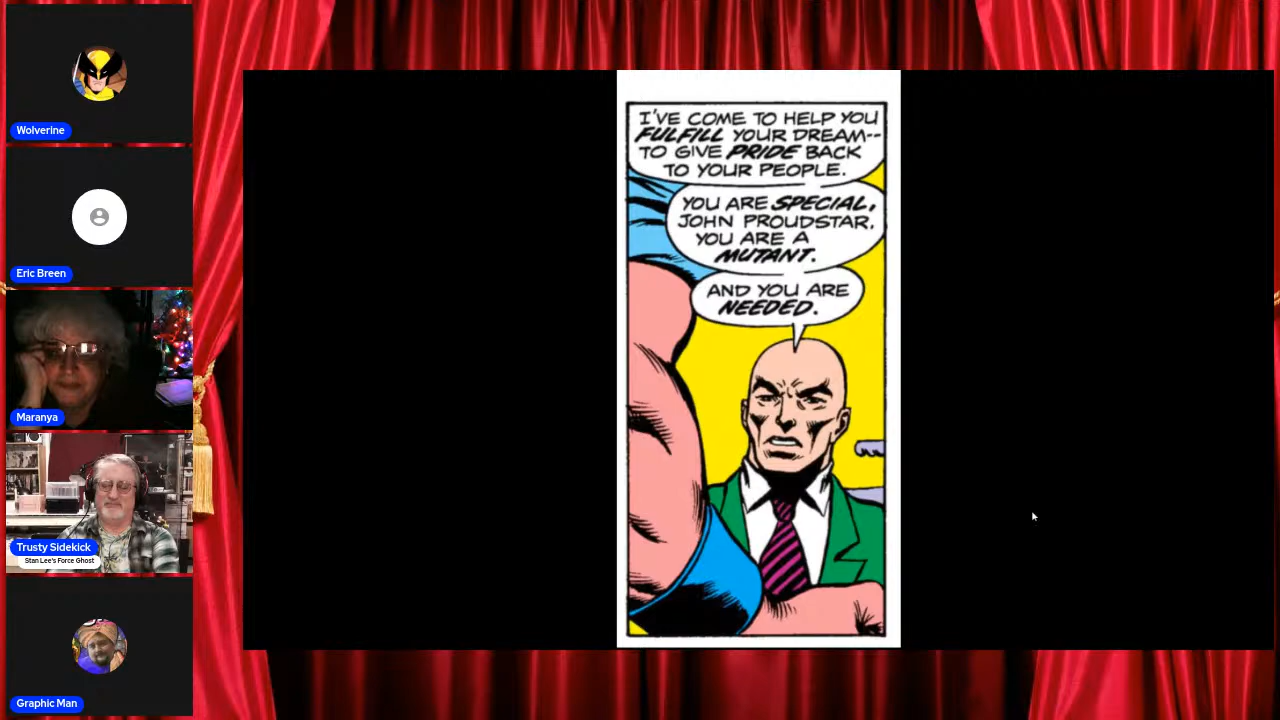 Wolverine
Eric Breen
Maranya
Trusty Sidekick
Stan Lee's Force Ghost
Graphic Man
I'VE COME TO HELP YOU
FULFILL YOUR DREAM--
TO GIVE PRIDE BACK
TO YOUR PEOPLE.
YOU ARE SPECIAL,
JOHN PROUDSTAR.
YOU ARE A
MUTANT.
AND YOU ARE
NEEDED.